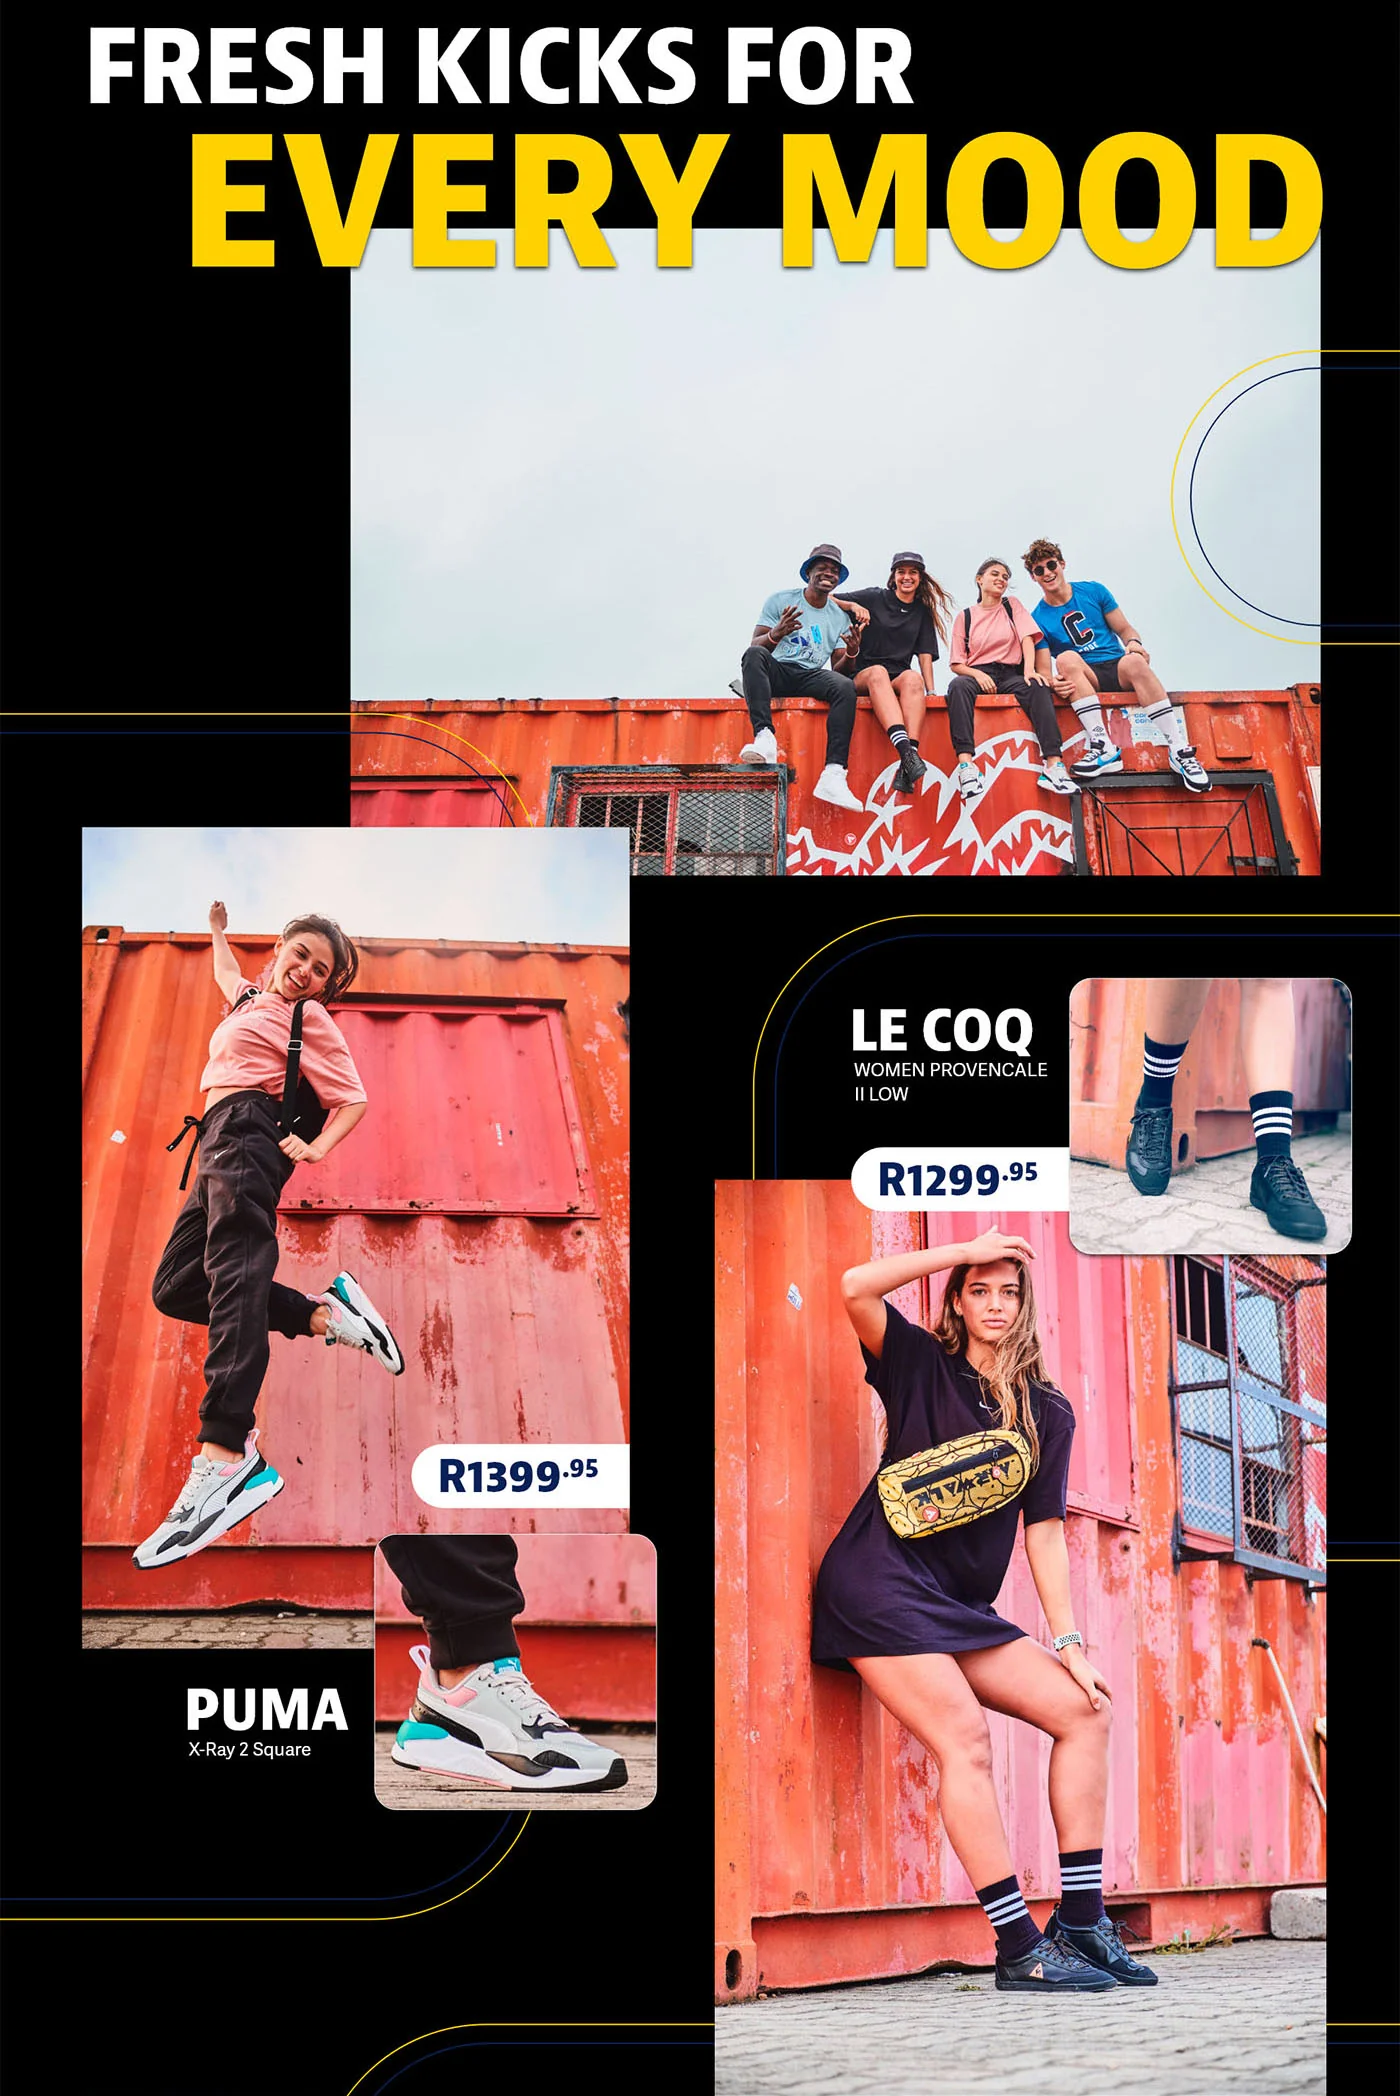 FRESH KICKS FOR
EVERY MOOD
C
LE COQ
WOMEN PROVENCALE
II LOW
R1299.95
R1399.95
AIRWALK
PUMA
X-Ray 2 Square